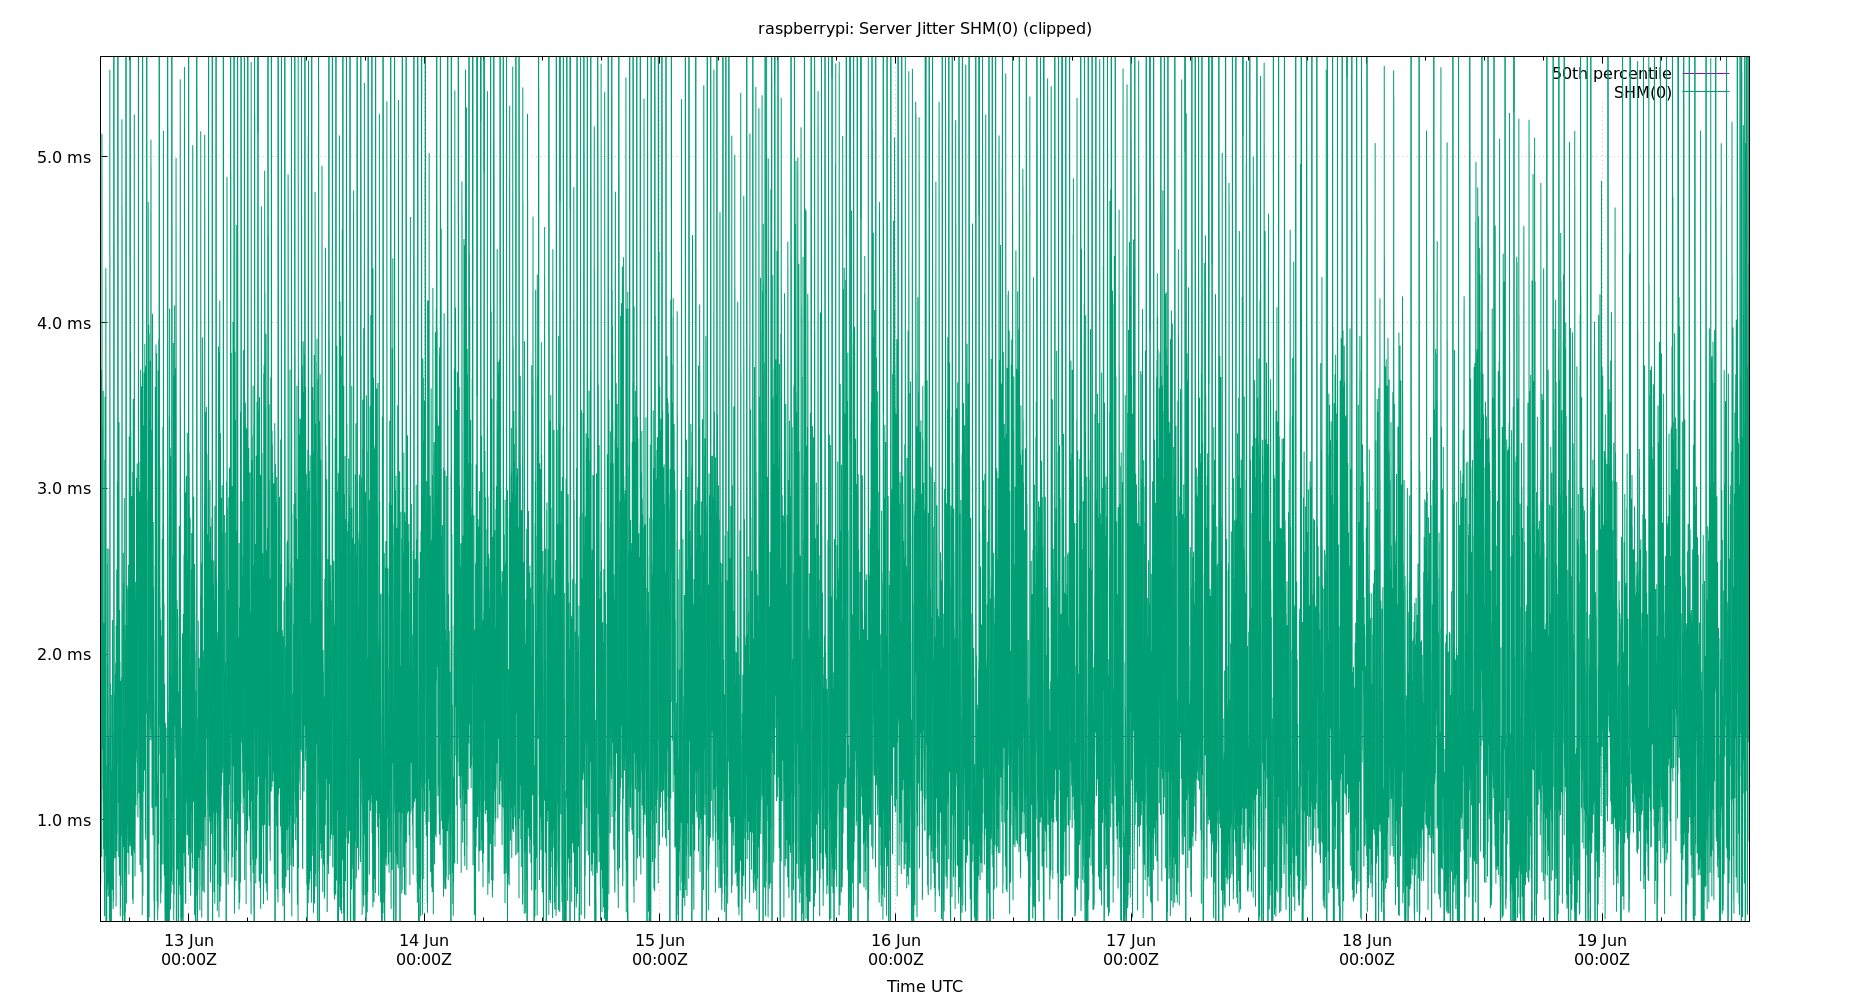 raspberrypi: Server Jitter SHM(0) (clipped)
50th percentile
SHM(0)
5.0 ms
4.0 ms
3.0 ms
2.0 ms
1.0 ms
13 Jun 14 Jun 15 Jun 16 Jun 17 Jun 18 Jun 19 Jun
00:00Z 00:00Z 00:00Z 00:00Z 00:00Z 00:00Z 00:00Z
Time UTC